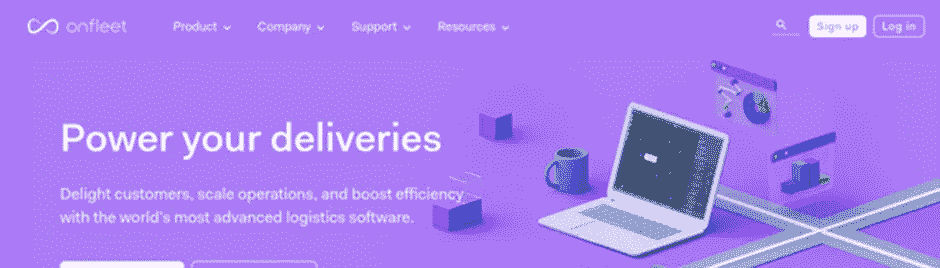 onfleet
Product
Company
Support
Resources
Sign up
Log in
Power your deliveries
Delight customers, scale operations, and boost efficiency
with the world's most advanced logistics software.